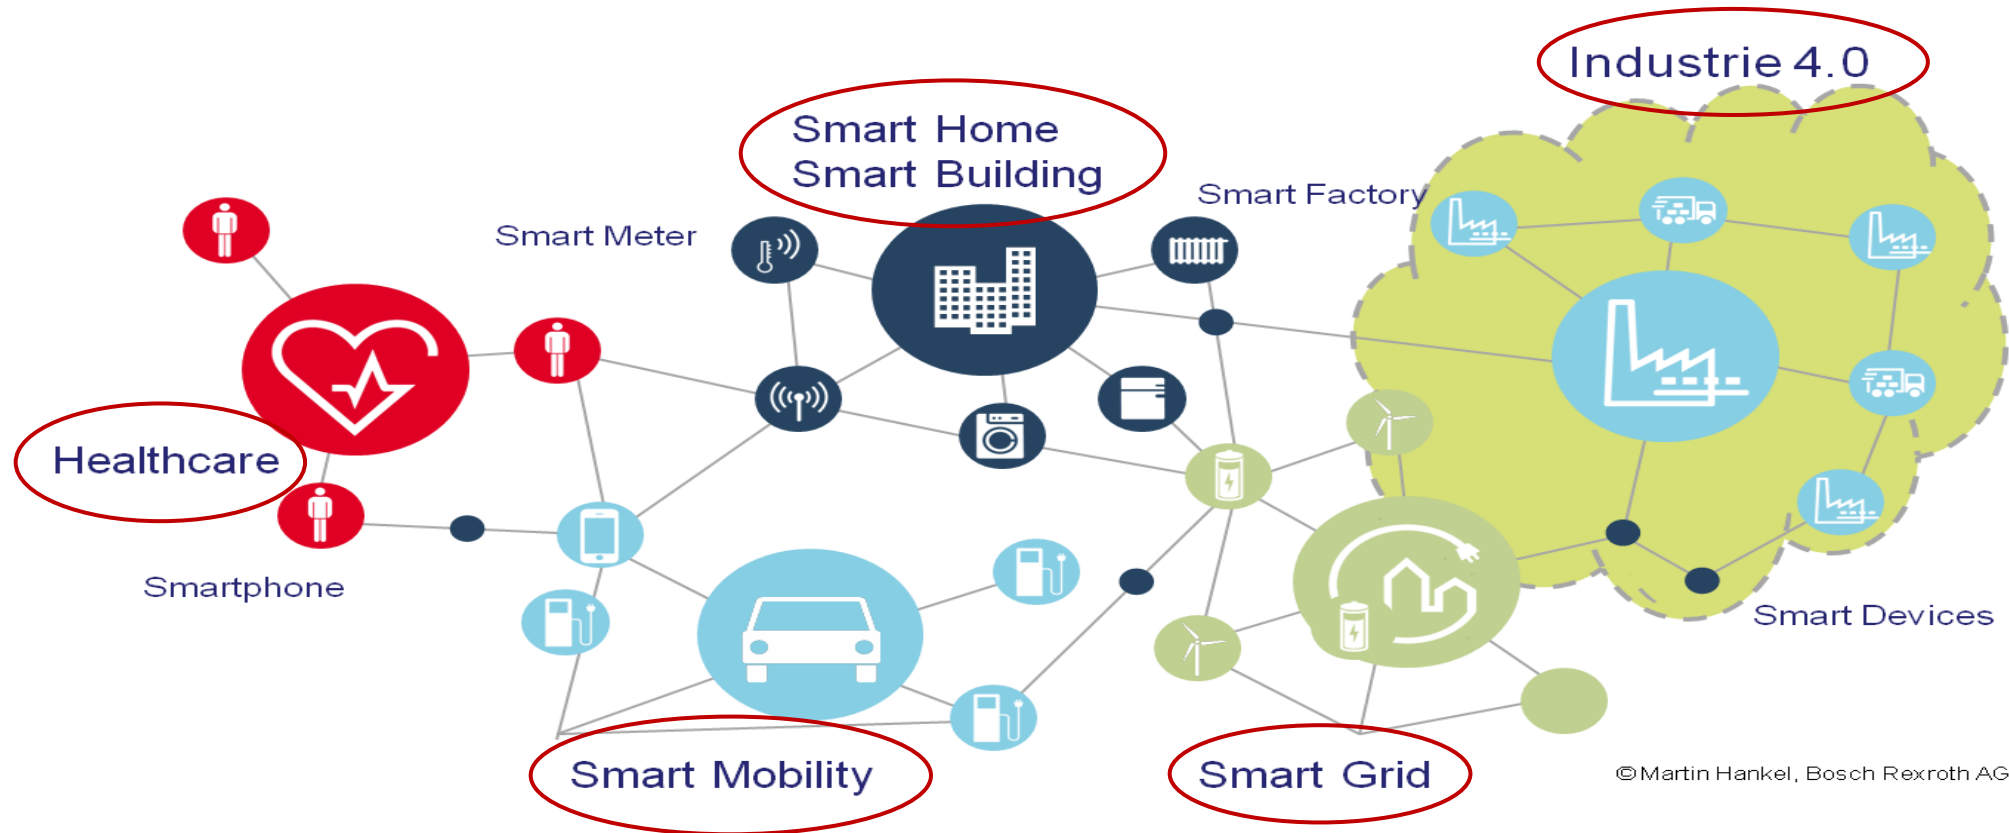 Industrie 4.0
Smart Home
Smart Building
Smart Factory
Smart Meter
Healthcare
Smartphone
Smart Devices
Smart Mobility
Smart Grid
©Martin Hankel, Bosch Rexroth AG